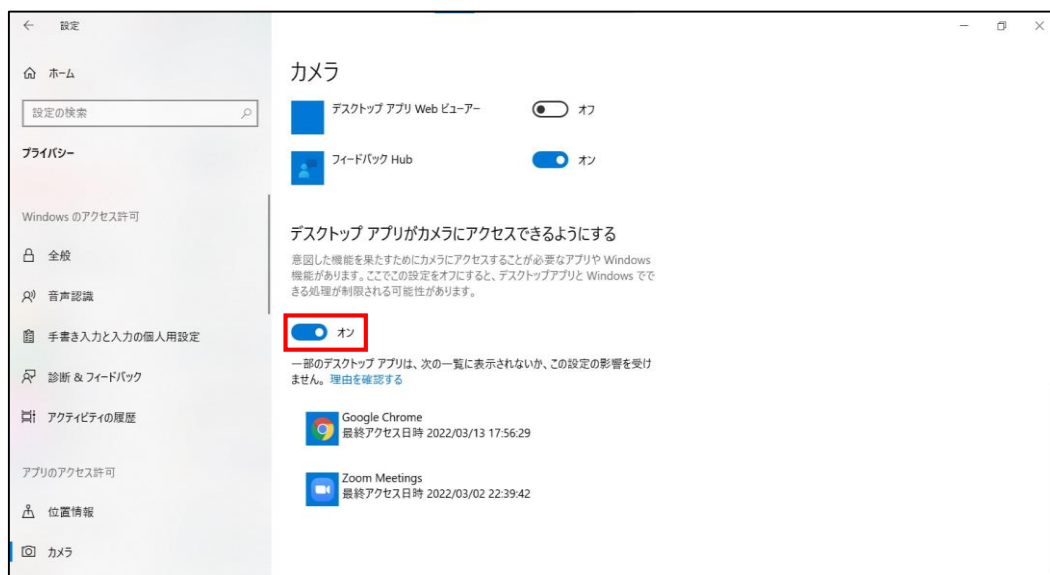 設定
ホーム
設定の検索
プライバシー
Windows のアクセス許可
全般
音声認識
手書き入力と入力の個人用設定
診断 & フィードバック
アクティビティの履歴
アプリのアクセス許可
位置情報
カメラ
カメラ
デスクトップ アプリ Web ビューアー
オフ
フィードバック Hub
オン
デスクトップ アプリがカメラにアクセスできるようにする
意図した機能を果たすためにカメラにアクセスすることが必要なアプリや Windows
機能があります。ここでこの設定をオフにすると、デスクトップアプリと Windows でで
きる処理が制限される可能性があります。
オン
一部のデスクトップ アプリは、次の一覧に表示されないか、この設定の影響を受け
ません。理由を確認する
Google Chrome
最終アクセス日時 2022/03/13 17:56:29
Zoom Meetings
最終アクセス日時 2022/03/02 22:39:42